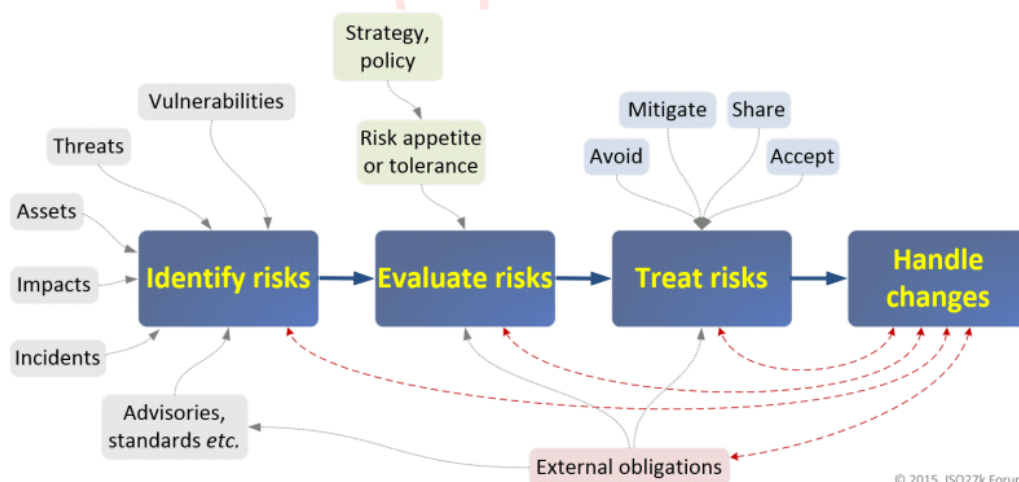 Strategy,
policy
Vulnerabilities
Mitigate
Share
Threats
Risk appetite
or tolerance
Avoid
Accept
Assets
Identify risks
Evaluate risks
Treat risks
Handle
changes
Impacts
Incidents
Advisories,
standards etc.
External obligations
© 2015 ISO27k Forum